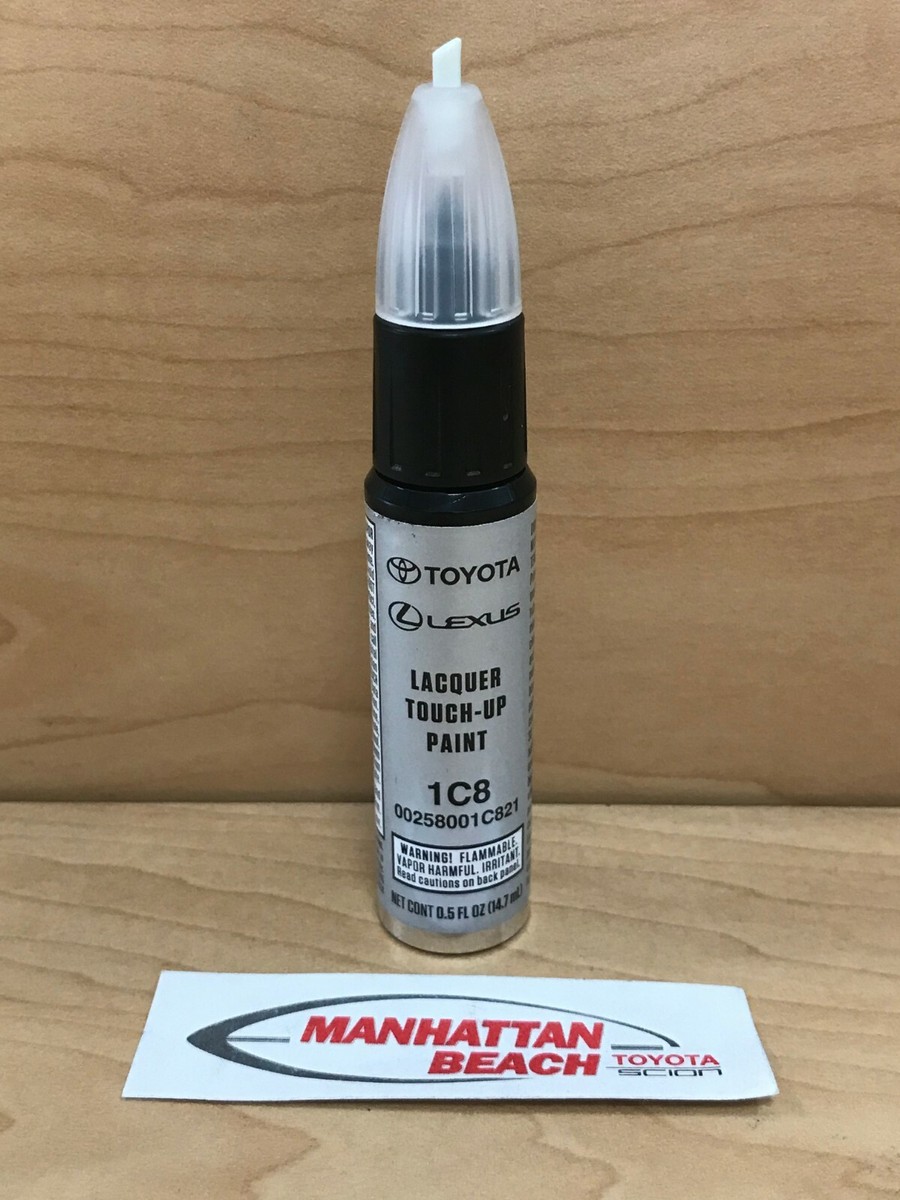 TOYOTA
LEXUS
LACQUER
TOUCH-UP
PAINT
1C8
00258001C821
WARNING! FLAMMABLE.
VAPOR HARMFUL. IRRITANT.
Read cautions on back panel.
NET CONT 0.5 FL OZ (14.7 mL)
MANHATTAN
BEACH
TOYOTA
SCION